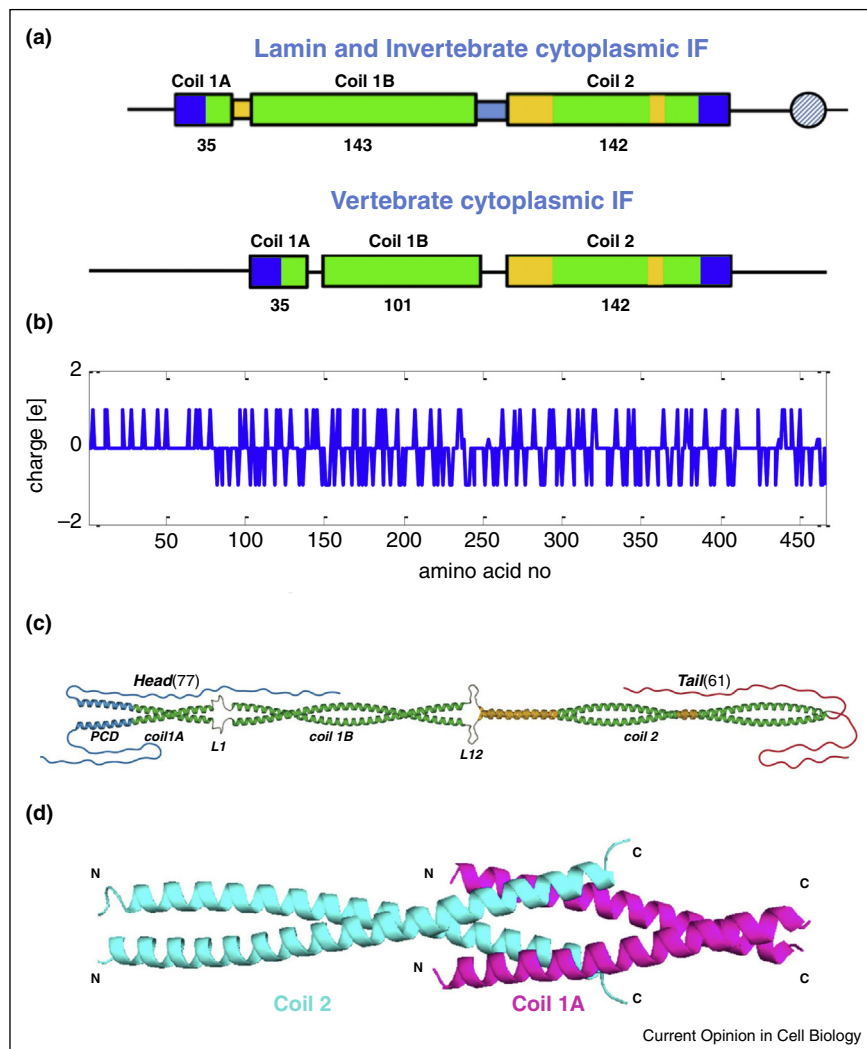 (a)
Lamin and Invertebrate cytoplasmic IF
Coil 1A Coil 1B Coil 2
35 143 142
Vertebrate cytoplasmic IF
Coil 1A Coil 1B Coil 2
35 101 142
(b)
2
0
–2
charge [e]
50 100 150 200 250 300 350 400 450
amino acid no
(c)
Head(77) Tail(61)
PCD coil1A L1 coil 1B L12 coil 2
(d)
N N C C
N N C C
Coil 2 Coil 1A
Current Opinion in Cell Biology